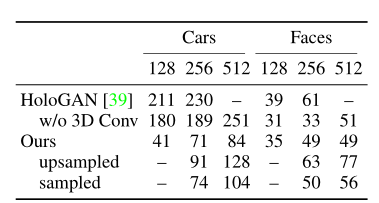 Cars Faces
128 256 512 128 256 512
HoloGAN [39] 211 230 – 39 61 –
w/o 3D Conv 180 189 251 31 33 51
Ours 41 71 84 35 49 49
upsampled – 91 128 – 63 77
sampled – 74 104 – 50 56